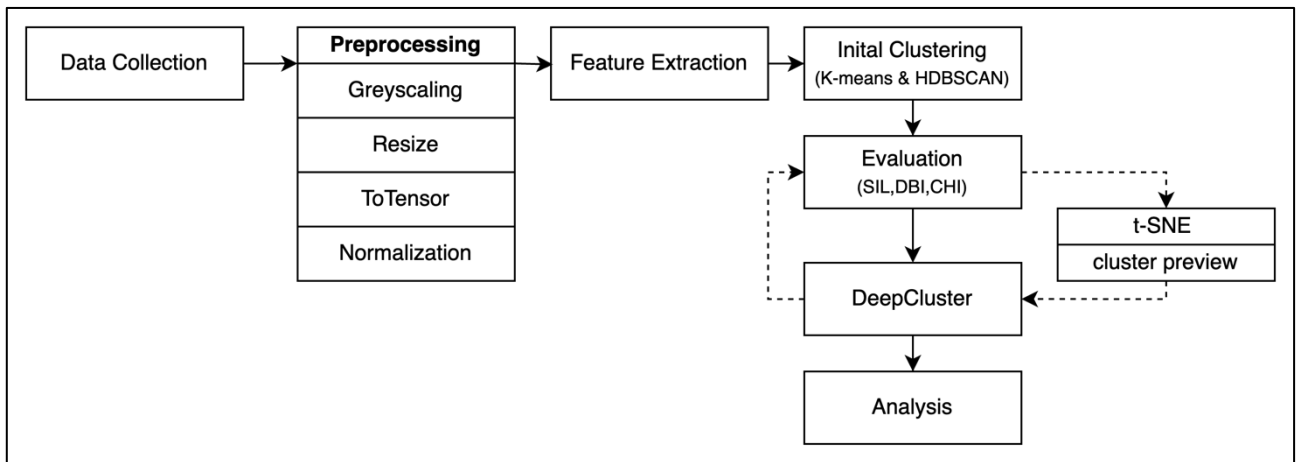 Data Collection
Preprocessing
Greyscaling
Resize
ToTensor
Normalization
Feature Extraction
Inital Clustering
(K-means & HDBSCAN)
Evaluation
(SIL,DBI,CHI)
t-SNE
cluster preview
DeepCluster
Analysis